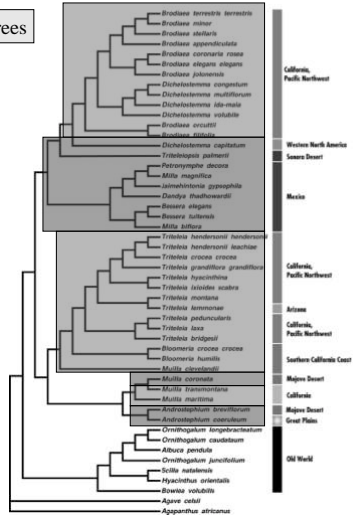 rees
Brodiaea terrestris terrestris
Brodiaea minor
Brodiaea stellaris
Brodiaea appendiculata
Brodiaea coronaria rosea
Brodiaea elegans elegans
Brodiaea jolonensis
Dichelostemma congestum
Dichelostemma multiflorum
Dichelostemma ida-maia
Dichelostemma volubile
Brodiaea orcuttii
Brodiaea filifolia
Dichelostemma capitatum
Triteleiopsis palmerii
Petronymphe decora
Milla magnifica
Jaimehintonia gypsophila
Dandya thadhowardii
Bessera elegans
Bessera tuitensis
Milla biflora
Triteleia hendersonii hendersonii
Triteleia hendersonii leachiae
Triteleia crocea crocea
Triteleia grandiflora grandiflora
Triteleia hyacinthina
Triteleia ixioides scabra
Triteleia montana
Triteleia lemmonae
Triteleia peduncularis
Triteleia laxa
Triteleia bridgesii
Bloomeria crocea crocea
Bloomeria humilis
Muilla clevelandii
Muilla coronata
Muilla transmontana
Muilla maritima
Androstephium breviflorum
Androstephium coeruleum
Ornithogalum longebracteatum
Ornithogalum caudataum
Albuca pendula
Ornithogalum juncifolium
Scilla natalensis
Hyacinthus orientalis
Bowiea volubilis
Agave celsii
Agapanthus africanus
California,
Pacific Northwest
Western North America
Sonora Desert
Mexico
California,
Pacific Northwest
Arizona
California,
Pacific Northwest
Southern California Coast
Mojave Desert
California
Mojave Desert
Great Plains
Old World